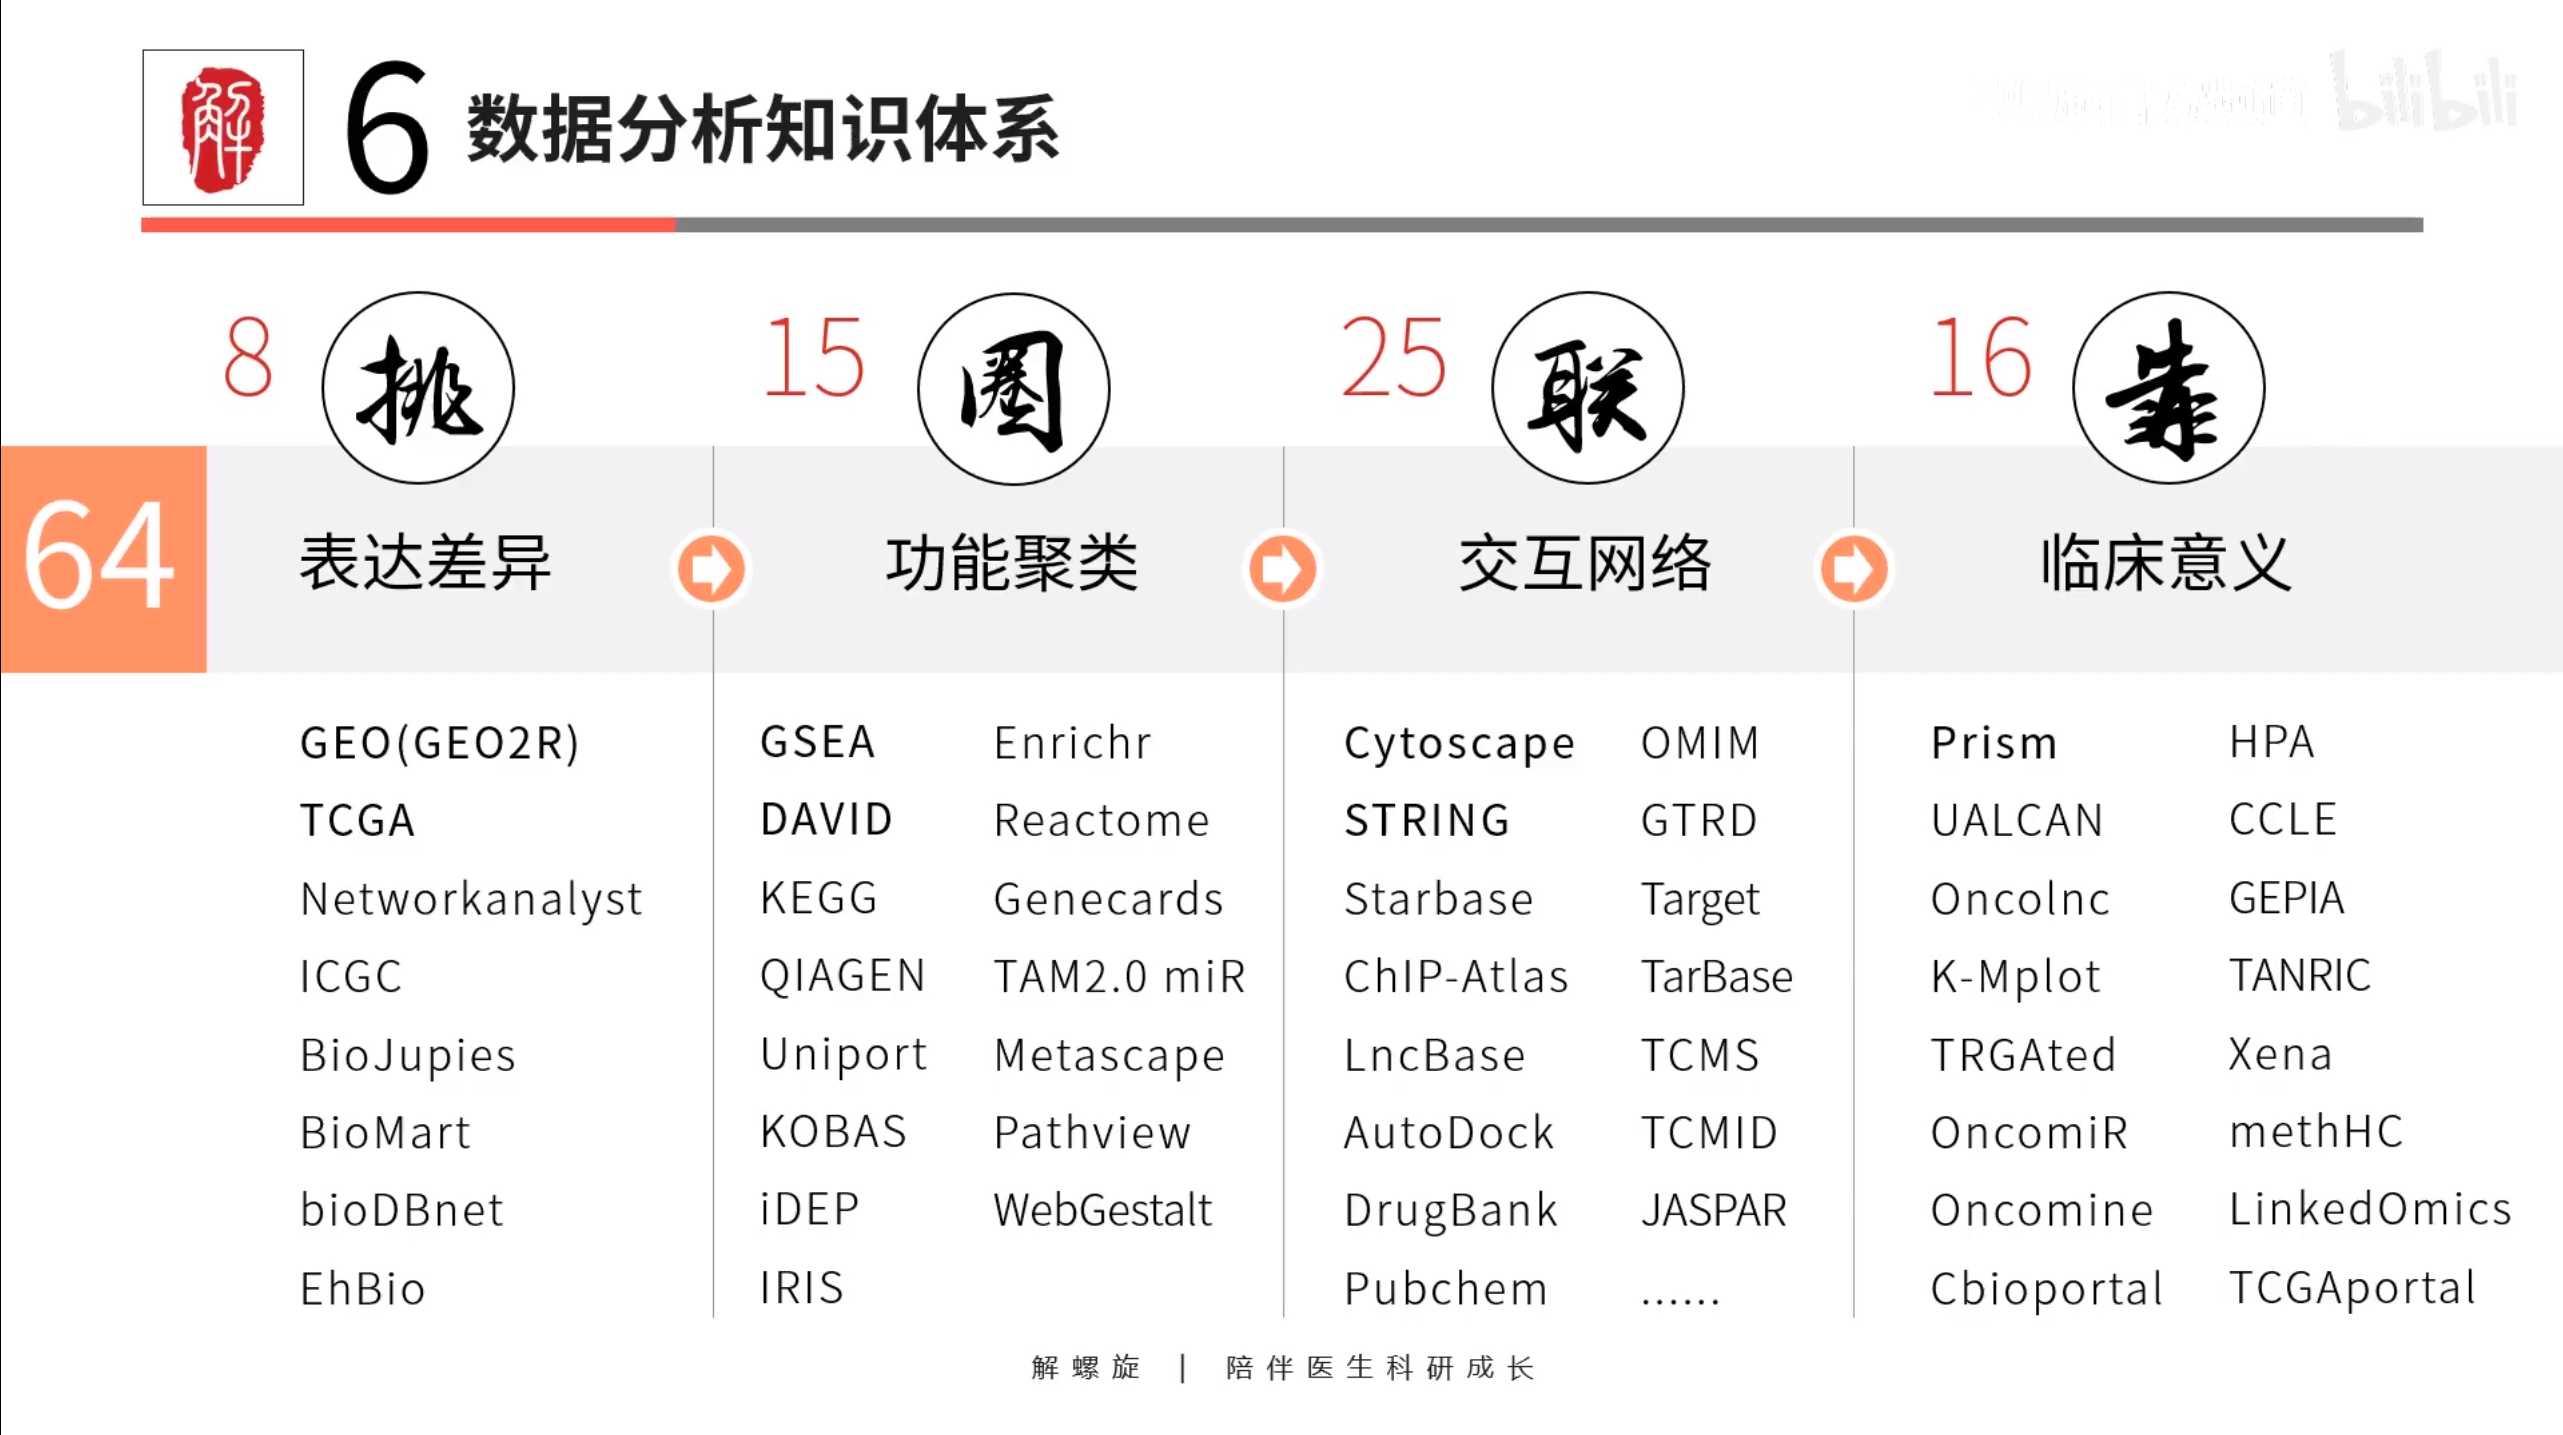 解
6 数据分析知识体系
bilibili
8 挑
15 圈
25 联
16 靠
64
表达差异
功能聚类
交互网络
临床意义
GEO(GEO2R)
TCGA
Networkanalyst
ICGC
BioJupies
BioMart
bioDBnet
EhBio
GSEA
DAVID
KEGG
QIAGEN
Uniport
KOBAS
iDEP
IRIS
Enrichr
Reactome
Genecards
TAM2.0 miR
Metascape
Pathview
WebGestalt
Cytoscape
STRING
Starbase
ChIP-Atlas
LncBase
AutoDock
DrugBank
Pubchem
OMIM
GTRD
Target
TarBase
TCMS
TCMID
JASPAR
......
Prism
UALCAN
Oncolnc
K-Mplot
TRGAted
OncomiR
Oncomine
Cbioportal
HPA
CCLE
GEPIA
TANRIC
Xena
methHC
LinkedOmics
TCGAportal
解螺旋 | 陪伴医生科研成长